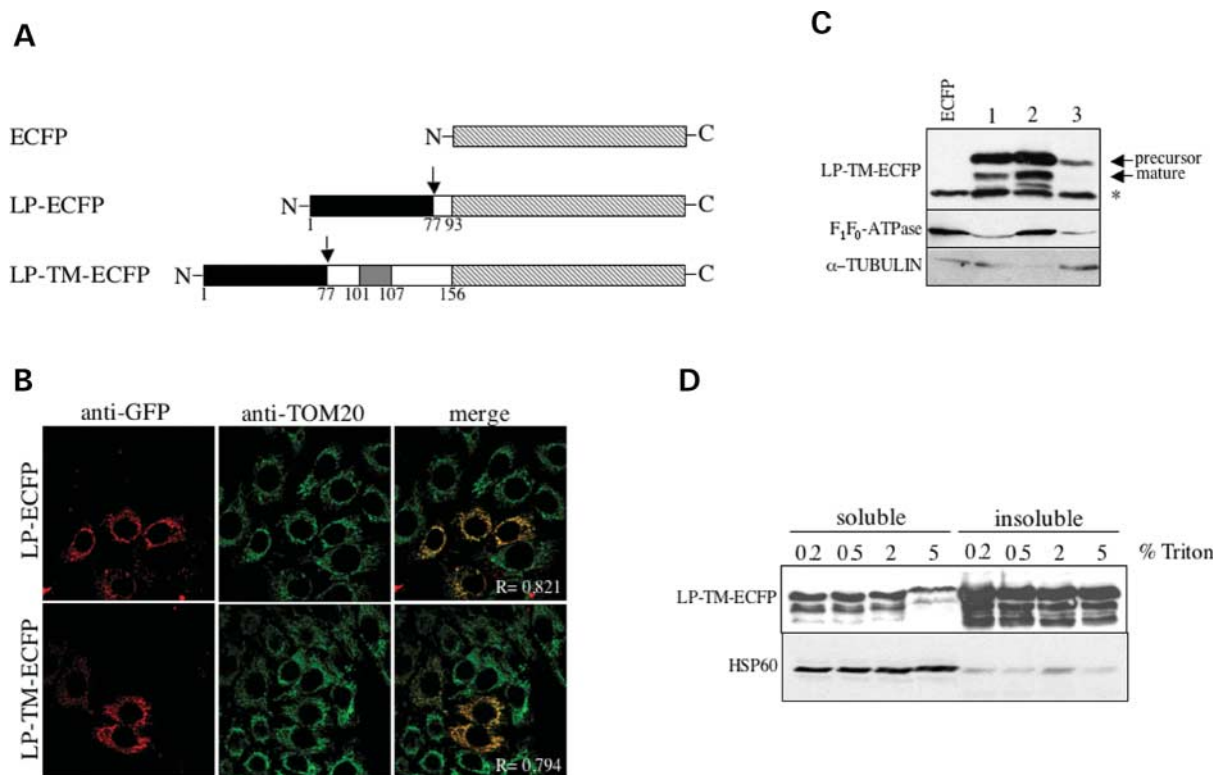 A
ECFP
N
C
LP-ECFP
N
C
1
77 93
LP-TM-ECFP
N
C
1
77
101
107
156
B
anti-GFP
anti-TOM20
merge
LP-ECFP
R= 0.821
LP-TM-ECFP
R= 0.794
C
ECFP
1
2
3
LP-TM-ECFP
precursor
mature
*
F₁F₀-ATPase
α-TUBULIN
D
soluble
insoluble
0.2 0.5 2 5 0.2 0.5 2 5 % Triton
LP-TM-ECFP
HSP60